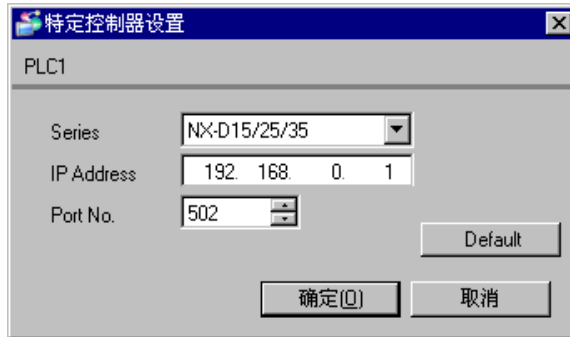 特定控制器设置
PLC1
Series NX-D15/25/35
IP Address 192. 168. 0. 1
Port No. 502
Default
确定(O) 取消